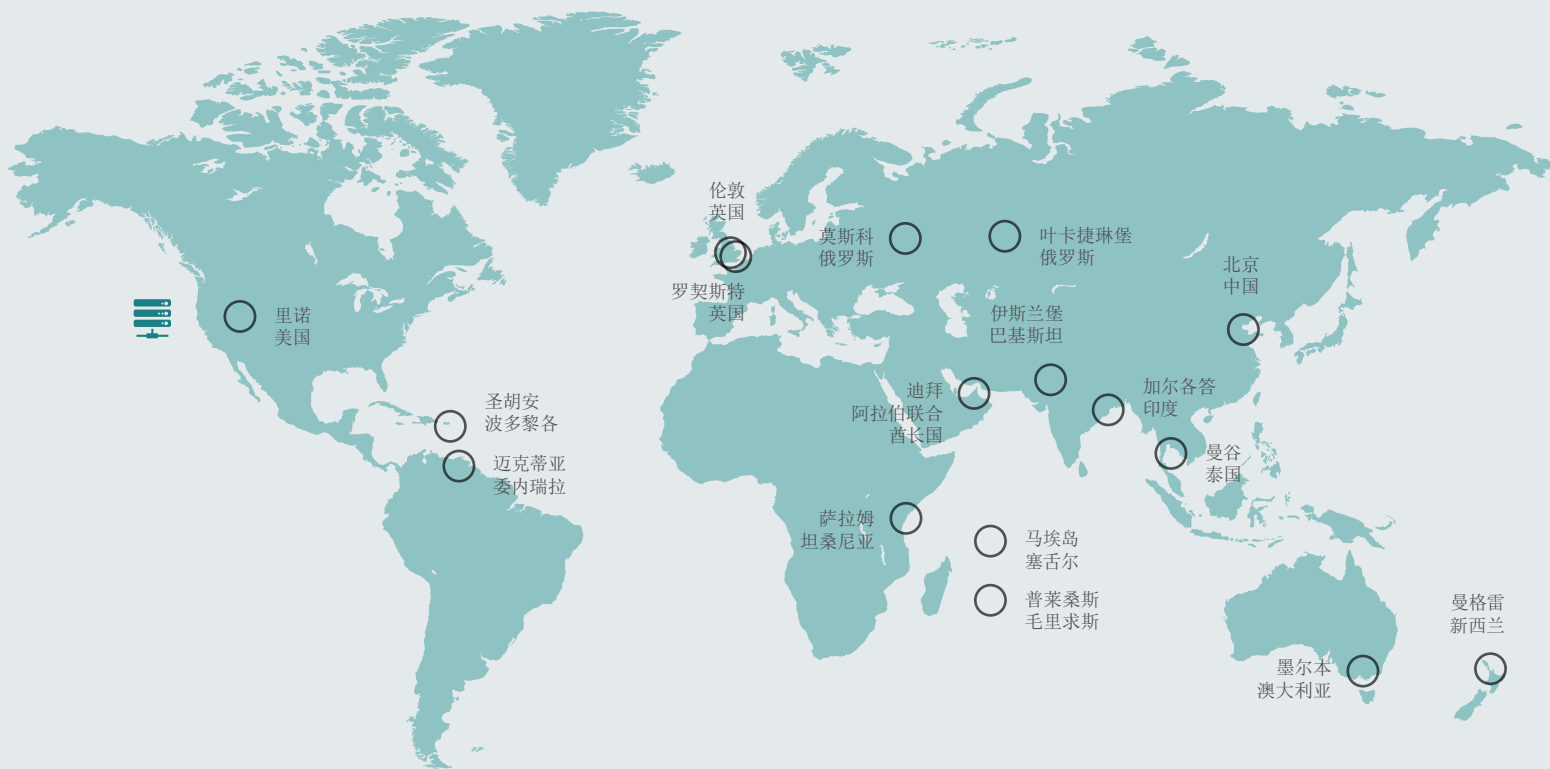 伦敦
英国
罗契斯特
英国
莫斯科
俄罗斯
叶卡捷琳堡
俄罗斯
北京
中国
里诺
美国
伊斯兰堡
巴基斯坦
迪拜
阿拉伯联合
酋长国
加尔各答
印度
圣胡安
波多黎各
迈克蒂亚
委内瑞拉
曼谷
泰国
萨拉姆
坦桑尼亚
马埃岛
塞舌尔
普莱桑斯
毛里求斯
曼格雷
新西兰
墨尔本
澳大利亚